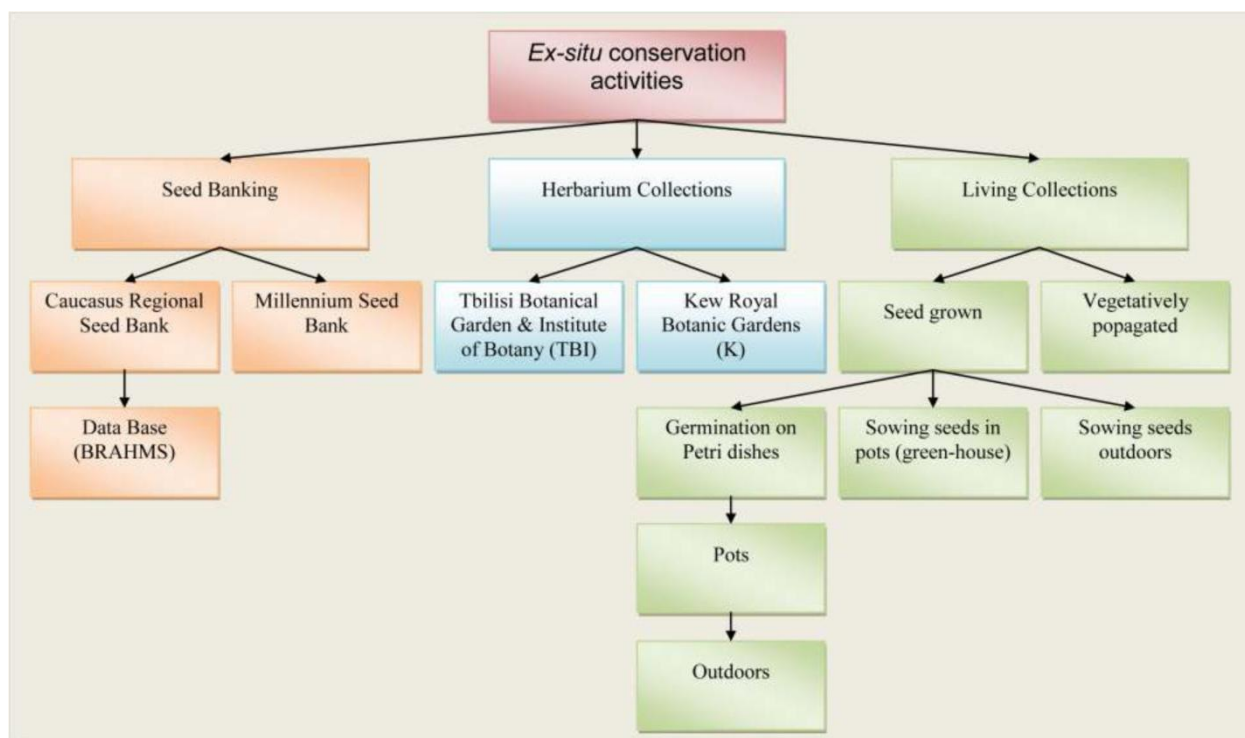 Ex-situ conservation
activities
Seed Banking
Herbarium Collections
Living Collections
Caucasus Regional
Seed Bank
Millennium Seed
Bank
Tbilisi Botanical
Garden & Institute
of Botany (TBI)
Kew Royal
Botanic Gardens
(K)
Seed grown
Vegetatively
popagated
Data Base
(BRAHMS)
Germination on
Petri dishes
Sowing seeds in
pots (green-house)
Sowing seeds
outdoors
Pots
Outdoors